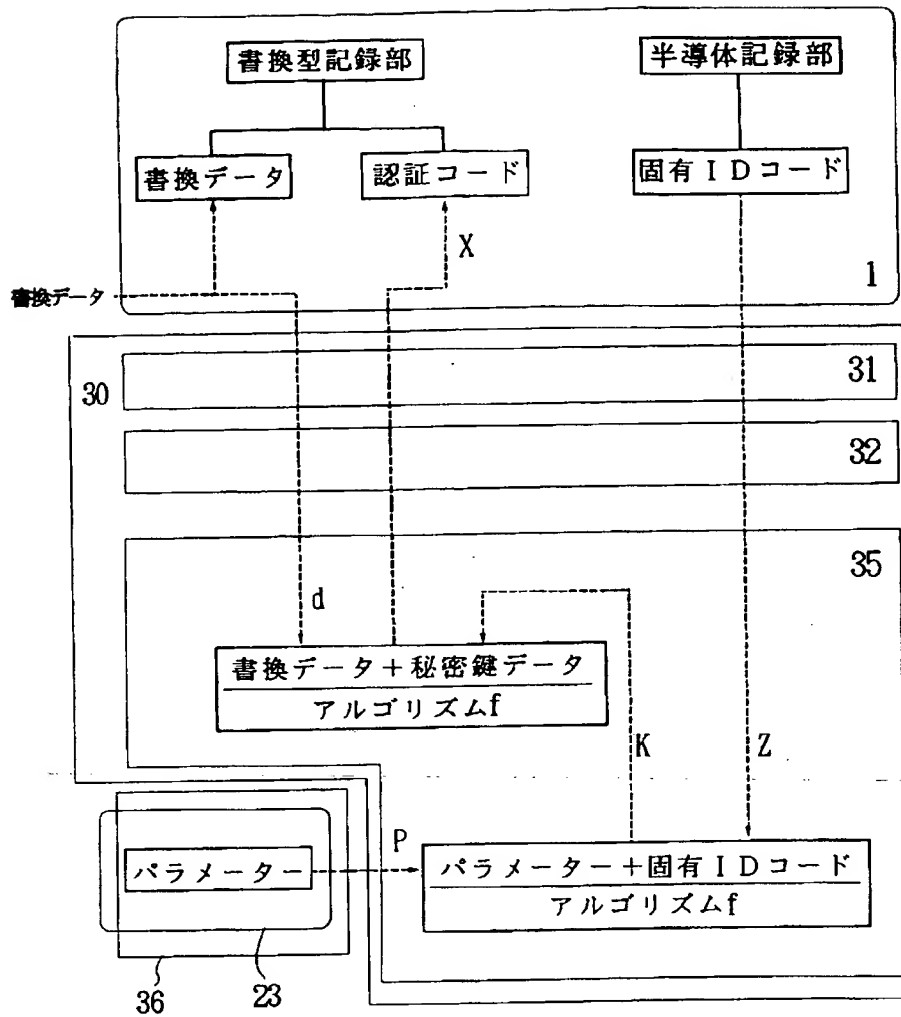 書換型記録部
半導体記録部
書換データ
認証コード
固有IDコード
X
1
書換データ
30
31
32
35
d
書換データ+秘密鍵データ
アルゴリズムf
K
Z
P
パラメーター
パラメーター+固有IDコード
アルゴリズムf
36
23